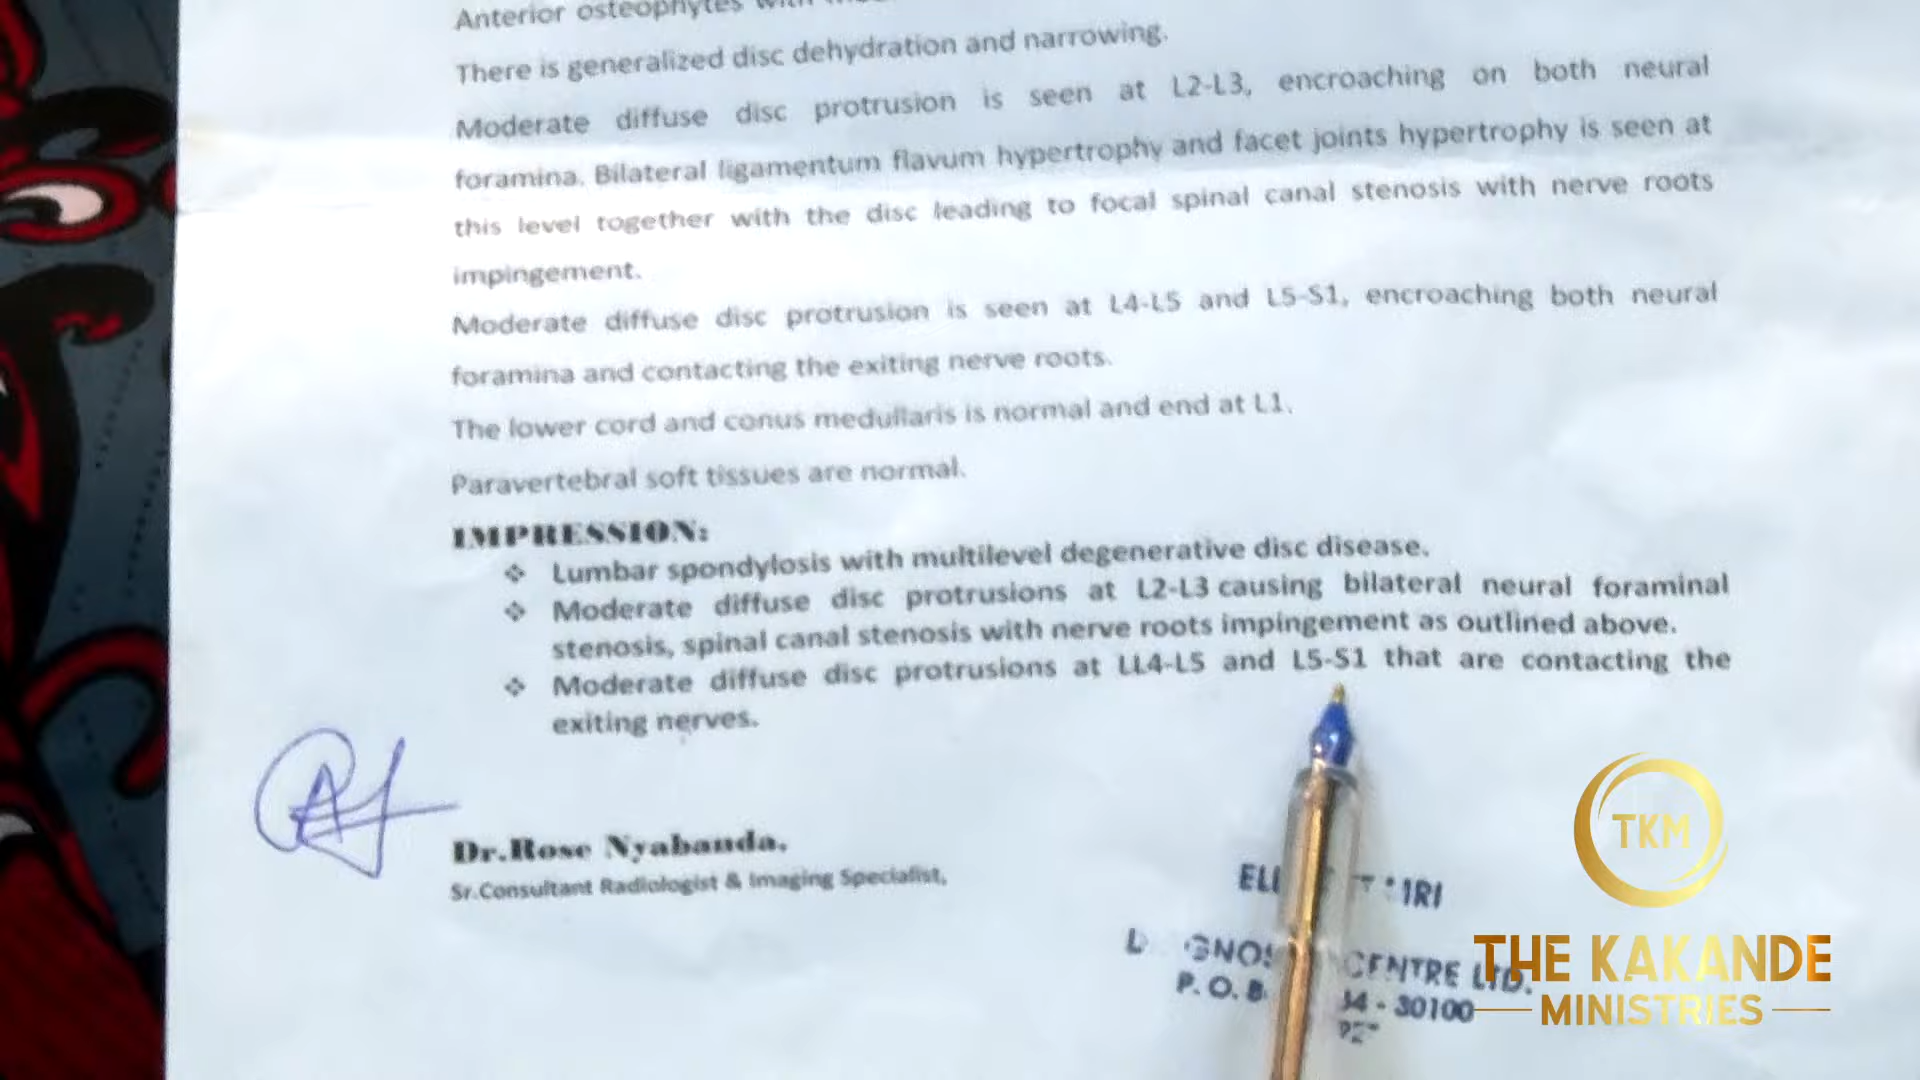 Anterior osteophytes with
There is generalized disc dehydration and narrowing.
Moderate diffuse disc protrusion is seen at L2-L3, encroaching on both neural
foramina. Bilateral ligamentum flavum hypertrophy and facet joints hypertrophy is seen at
this level together with the disc leading to focal spinal canal stenosis with nerve roots
impingement.
Moderate diffuse disc protrusion is seen at L4-L5 and L5-S1, encroaching both neural
foramina and contacting the exiting nerve roots.
The lower cord and conus medullaris is normal and end at L1.
Paravertebral soft tissues are normal.
IMPRESSION:
❖ Lumbar spondylosis with multilevel degenerative disc disease.
❖ Moderate diffuse disc protrusions at L2-L3 causing bilateral neural foraminal
stenosis, spinal canal stenosis with nerve roots impingement as outlined above.
❖ Moderate diffuse disc protrusions at LL4-L5 and L5-S1 that are contacting the
exiting nerves.
Dr.Rose Nyabanda.
Sr.Consultant Radiologist & Imaging Specialist,
CENTRE LTD.
30100
TKM
THE KAKANDE
MINISTRIES